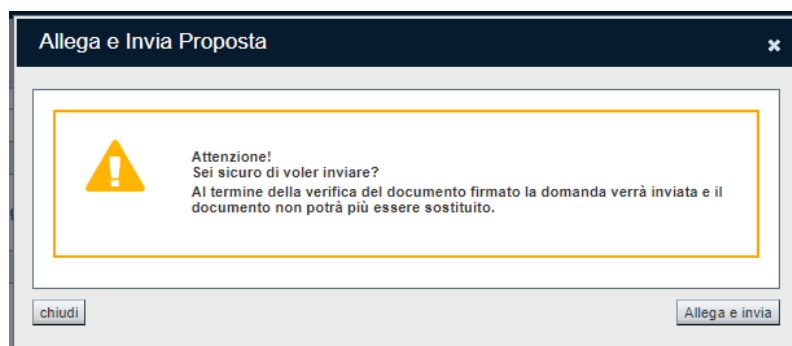 Allega e Invia Proposta
Attenzione!
Sei sicuro di voler inviare?
Al termine della verifica del documento firmato la domanda verrà inviata e il
documento non potrà più essere sostituito.
chiudi
Allega e invia